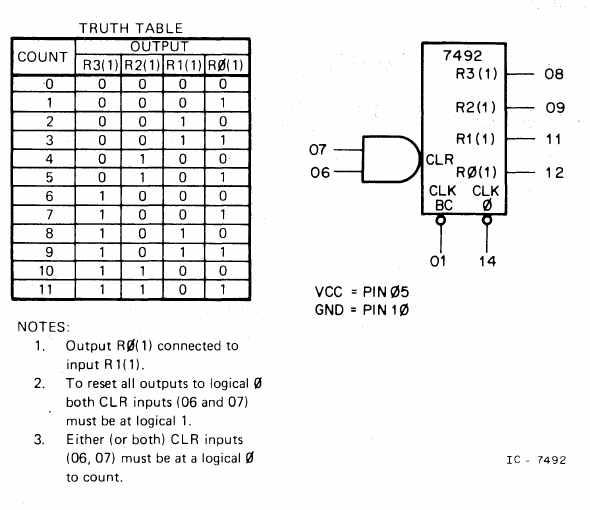 TRUTH TABLE
COUNT OUTPUT
R3(1) R2(1) R1(1) RØ(1)
0 0 0 0 0
1 0 0 0 1
2 0 0 1 0
3 0 0 1 1
4 0 1 0 0
5 0 1 0 1
6 1 0 0 0
7 1 0 0 1
8 1 0 1 0
9 1 0 1 1
10 1 1 0 0
11 1 1 0 1
NOTES:
1. Output RØ(1) connected to
input R1(1).
2. To reset all outputs to logical Ø
both CLR inputs (06 and 07)
must be at logical 1.
3. Either (or both) CLR inputs
(06, 07) must be at a logical Ø
to count.
7492
R3(1) 08
R2(1) 09
R1(1) 11
07
CLR
06
RØ(1) 12
CLK CLK
BC Ø
01 14
VCC = PIN Ø5
GND = PIN 1Ø
IC - 7492